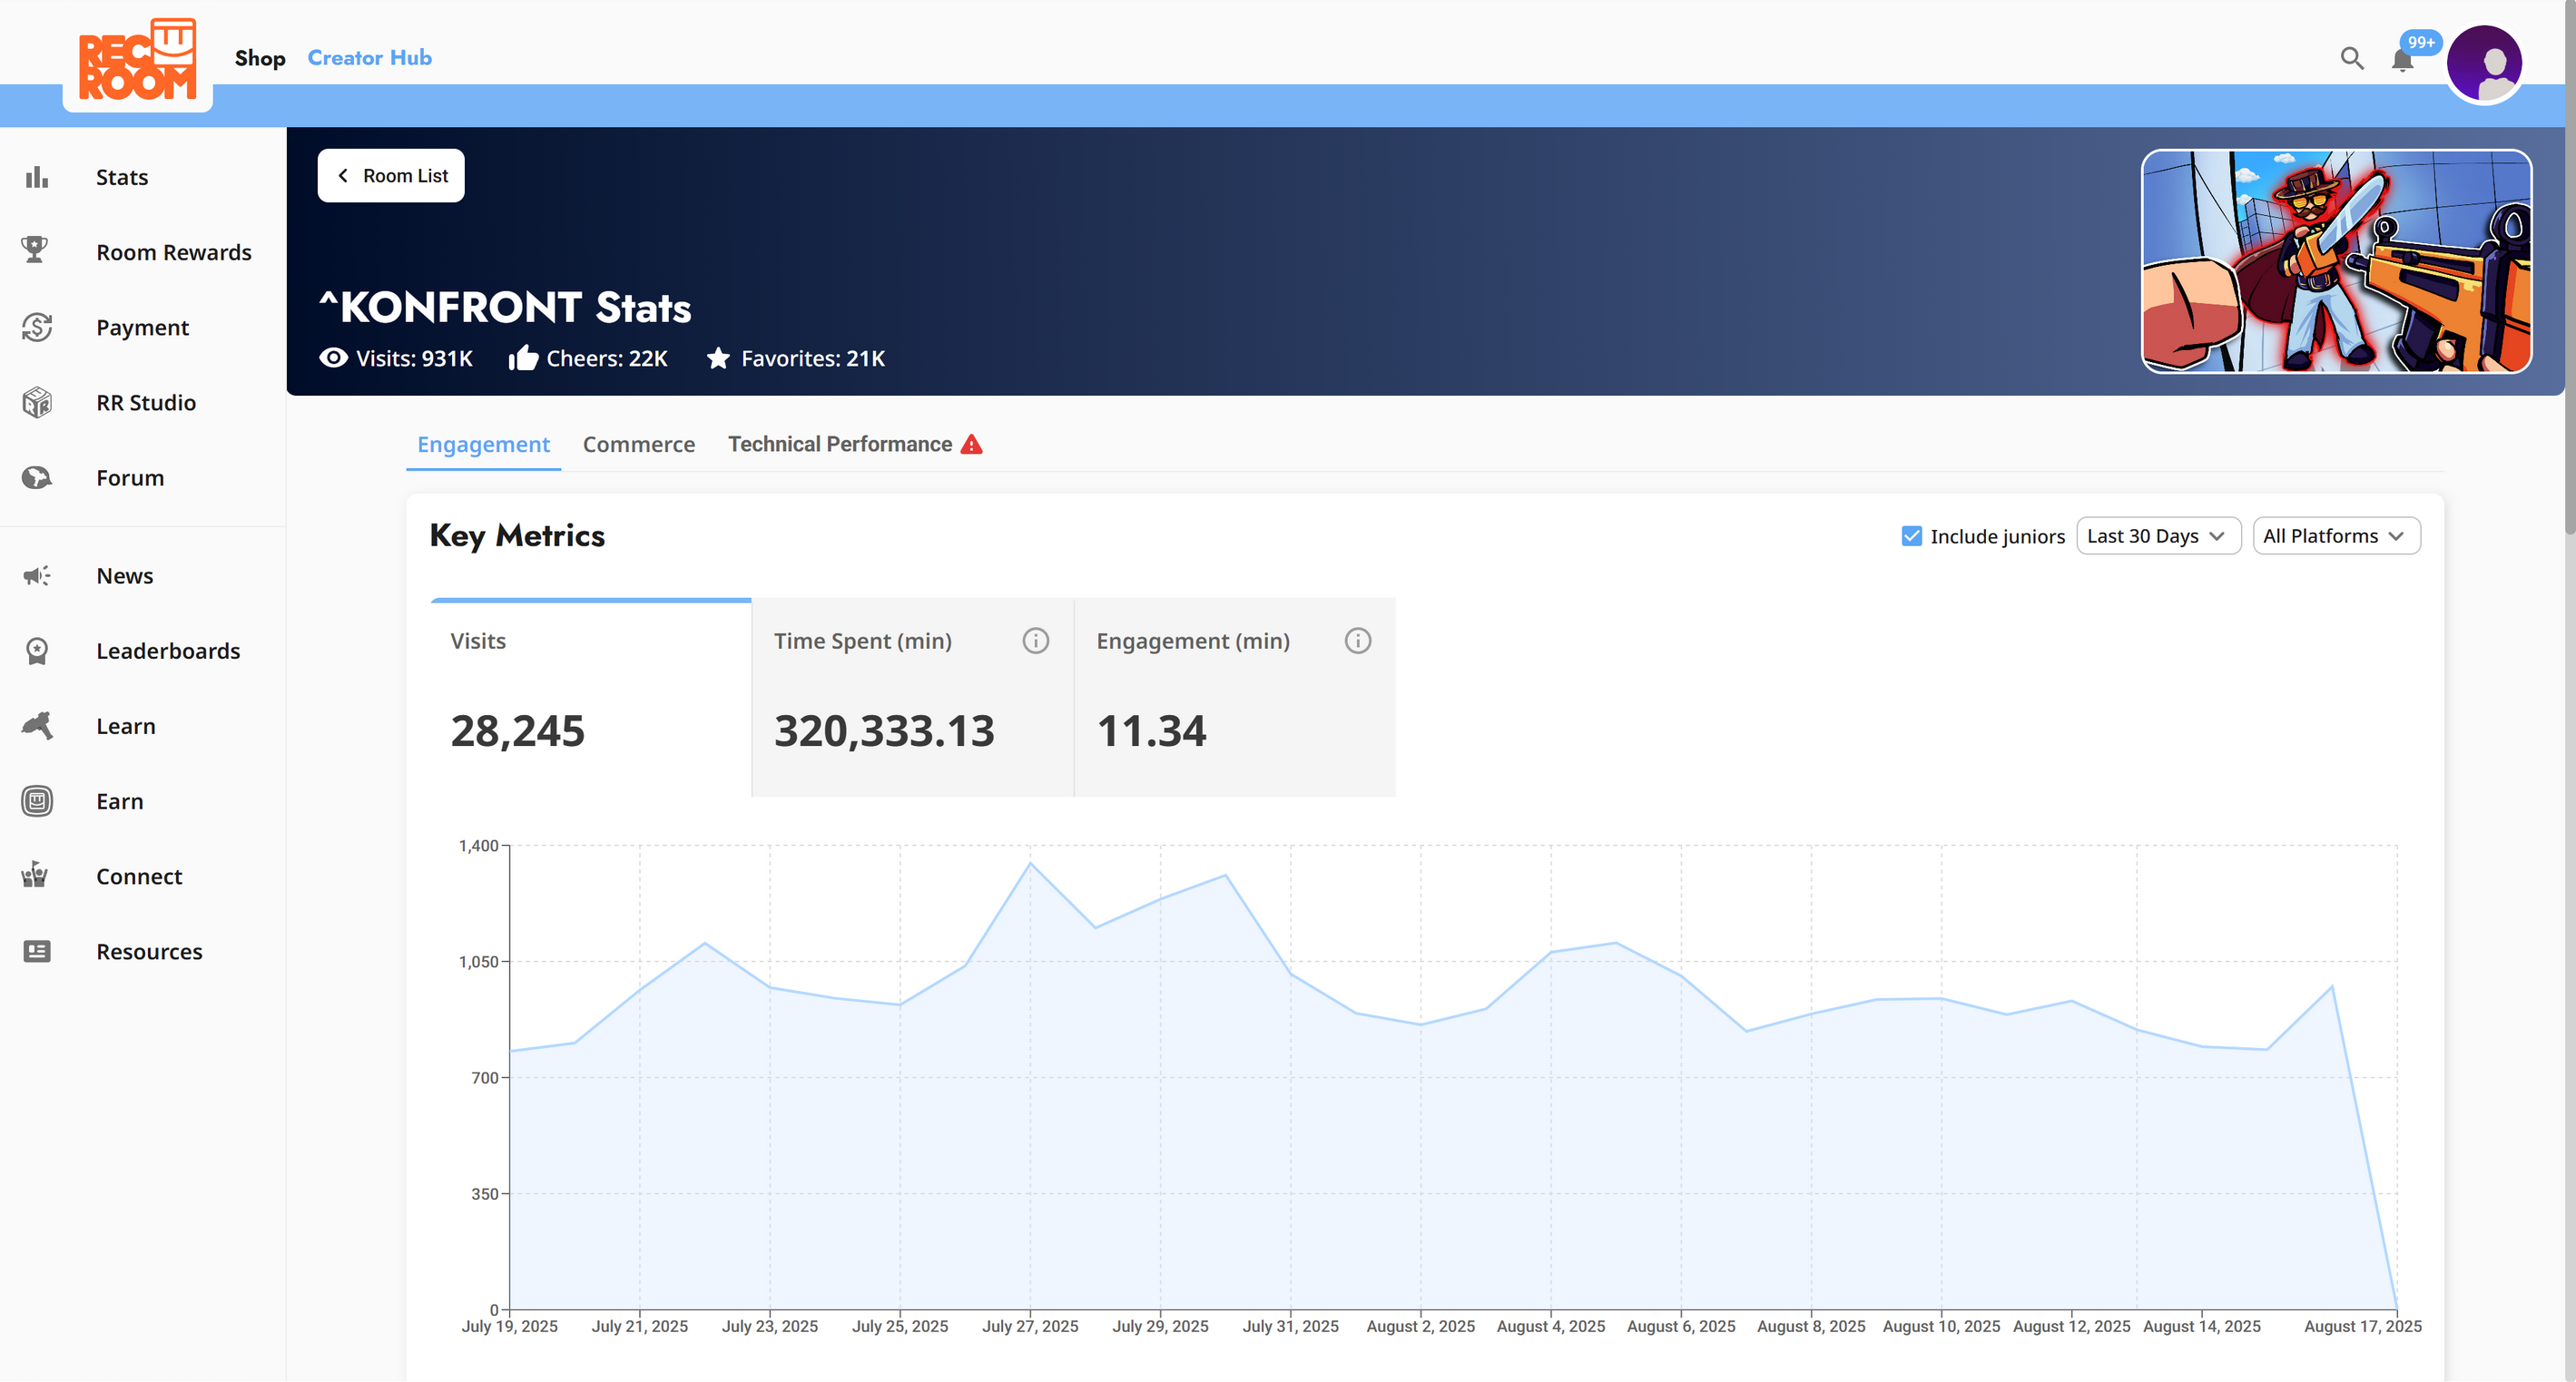 REC ROOM
Shop
Creator Hub
99+
Stats
Room Rewards
Payment
RR Studio
Forum
News
Leaderboards
Learn
Earn
Connect
Resources
Room List
^KONFRONT Stats
Visits: 931K
Cheers: 22K
Favorites: 21K
Engagement
Commerce
Technical Performance
Key Metrics
Include juniors
Last 30 Days
All Platforms
Visits
28,245
Time Spent (min)
320,333.13
Engagement (min)
11.34
1,400
1,050
700
350
0
July 19, 2025
July 21, 2025
July 23, 2025
July 25, 2025
July 27, 2025
July 29, 2025
July 31, 2025
August 2, 2025
August 4, 2025
August 6, 2025
August 8, 2025
August 10, 2025
August 12, 2025
August 14, 2025
August 17, 2025